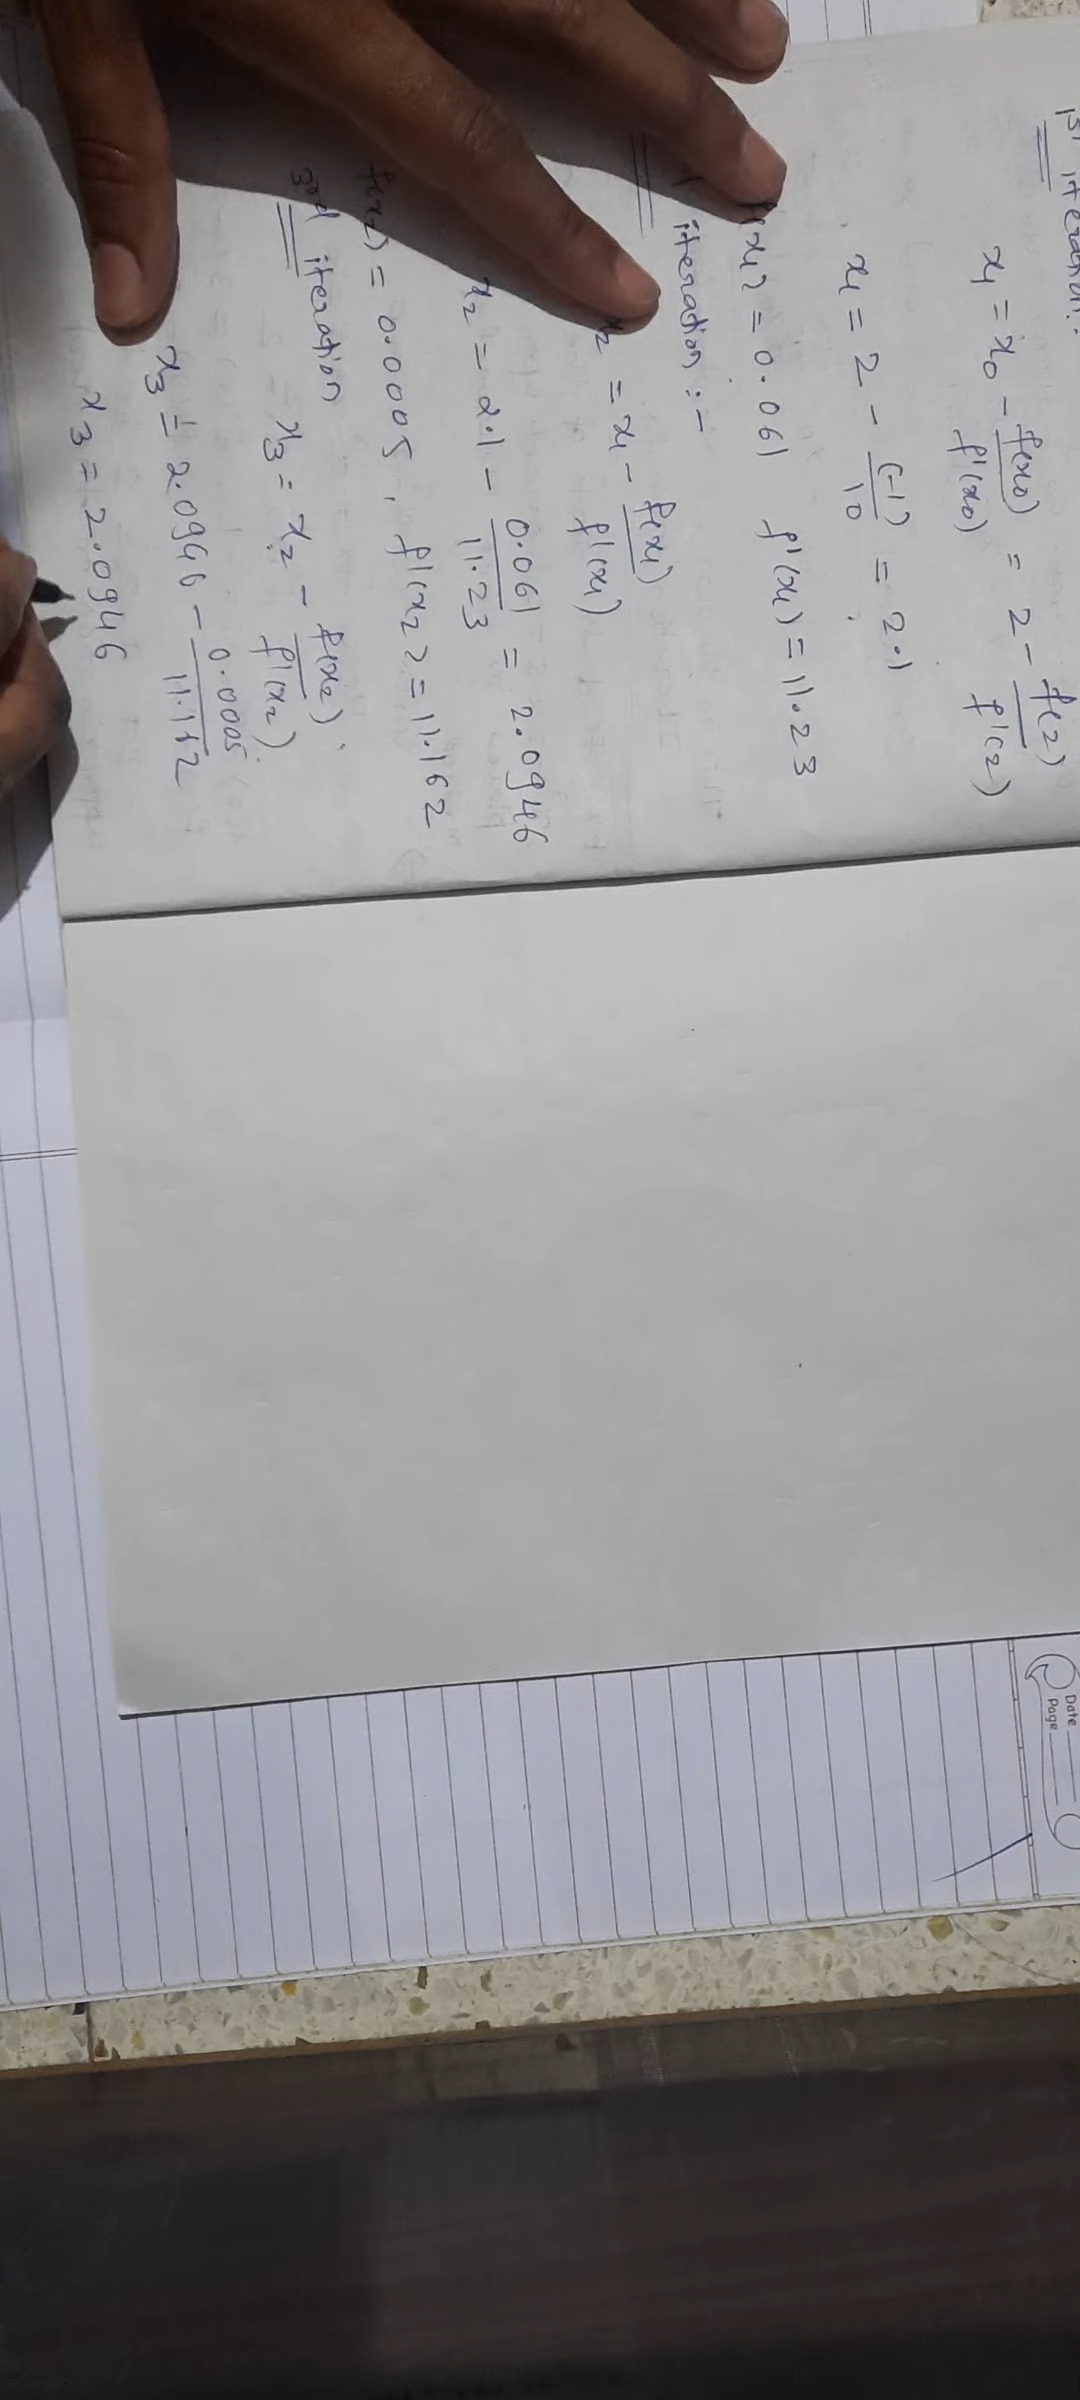 1st iteration:
x₁ = x₀ - f(x₀)/f'(x₀) = 2 - f(2)/f'(2)
x₁ = 2 - (-1)/10 = 2.1
(x₁) = 0.061 f'(x₁) = 11.23
iteration :-
x₂ = x₁ - f(x₁)/f'(x₁)
x₂ = 2.1 - 0.061/11.23 = 2.0946
f(x₂) = 0.0005, f'(x₂) = 11.162
3rd iteration
x₃ = x₂ - f(x₂)/f'(x₂)
x₃ = 2.0946 - 0.0005/11.162
x₃ = 2.0946
Date
Page